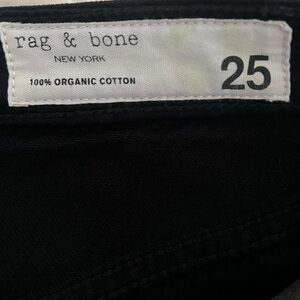 rag & bone
NEW YORK
100% ORGANIC COTTON
25